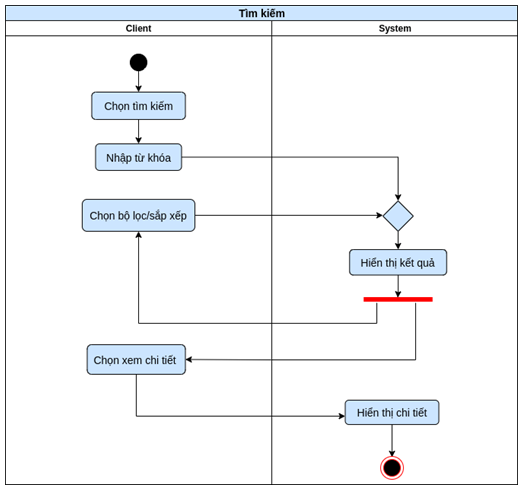 Tìm kiếm
Client
System
Chọn tìm kiếm
Nhập từ khóa
Chọn bộ lọc/sắp xếp
Hiển thị kết quả
Chọn xem chi tiết
Hiển thị chi tiết